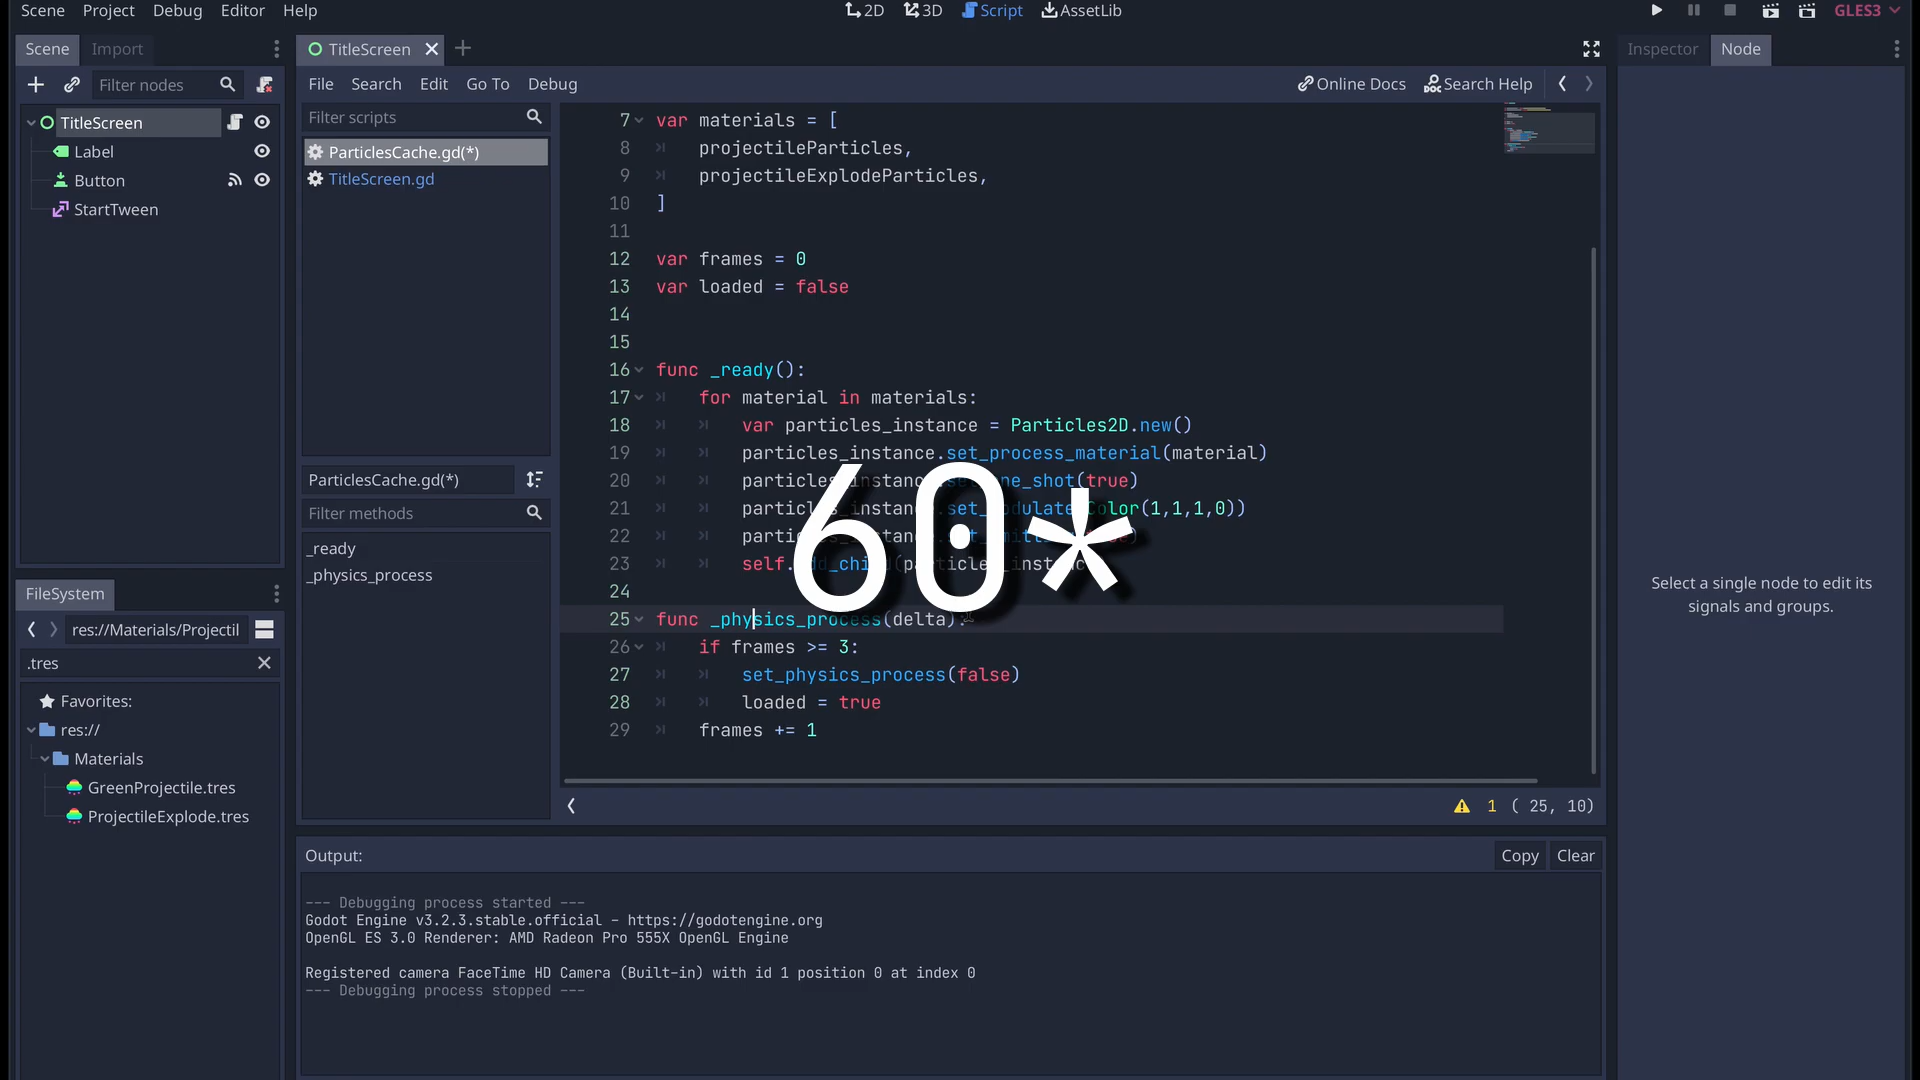 Scene Project Debug Editor Help
2D 3D Script AssetLib
GLES3
Scene Import
Filter nodes
TitleScreen
Label
Button
StartTween
FileSystem
res://Materials/Projectil
.tres
Favorites:
res://
Materials
GreenProjectile.tres
ProjectileExplode.tres
TitleScreen
File Search Edit Go To Debug
Online Docs Search Help
Filter scripts
ParticlesCache.gd(*)
TitleScreen.gd
ParticlesCache.gd(*)
Filter methods
_ready
_physics_process
7 var materials = [
8 projectileParticles,
9 projectileExplodeParticles,
10 ]
11
12 var frames = 0
13 var loaded = false
14
15
16 func _ready():
17 for material in materials:
18 var particles_instance = Particles2D.new()
19 particles_instance.set_process_material(material)
20 (true)
21 (1,1,1,0))
22
23 self.
24
25 func _physics_process(delta):
26 if frames >= 3:
27 set_physics_process(false)
28 loaded = true
29 frames += 1
60*
1 ( 25, 10)
Output:
Copy Clear
--- Debugging process started ---
Godot Engine v3.2.3.stable.official - https://godotengine.org
OpenGL ES 3.0 Renderer: AMD Radeon Pro 555X OpenGL Engine
Registered camera FaceTime HD Camera (Built-in) with id 1 position 0 at index 0
--- Debugging process stopped ---
Inspector Node
Select a single node to edit its
signals and groups.